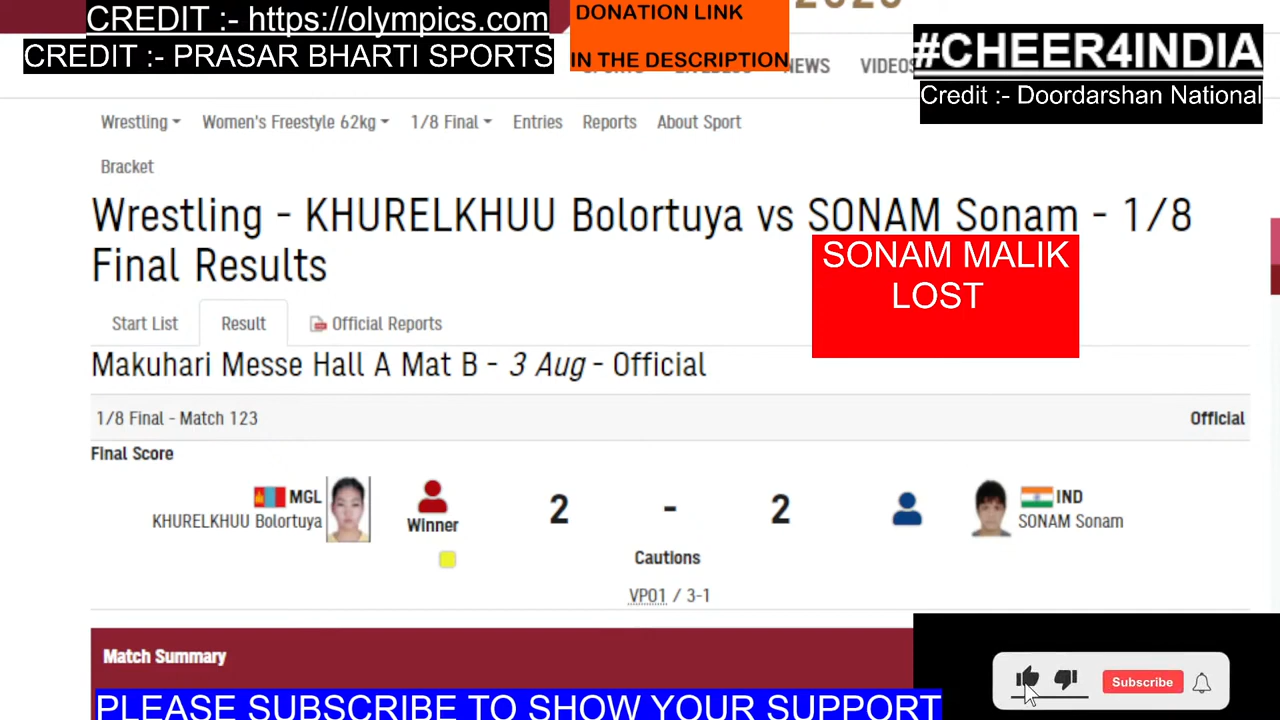 CREDIT :- https://olympics.com
CREDIT :- PRASAR BHARTI SPORTS
DONATION LINK
IN THE DESCRIPTION
NEWS
VIDEOS
#CHEER4INDIA
Credit :- Doordarshan National
Wrestling
Women's Freestyle 62kg
1/8 Final
Entries
Reports
About Sport
Bracket
Wrestling - KHURELKHUU Bolortuya vs SONAM Sonam - 1/8
Final Results
SONAM MALIK
LOST
Start List
Result
Official Reports
Makuhari Messe Hall A Mat B - 3 Aug - Official
1/8 Final - Match 123
Official
Final Score
MGL
KHURELKHUU Bolortuya
Winner
2 - 2
IND
SONAM Sonam
Cautions
VPO1 / 3-1
Match Summary
Subscribe
PLEASE SUBSCRIBE TO SHOW YOUR SUPPORT